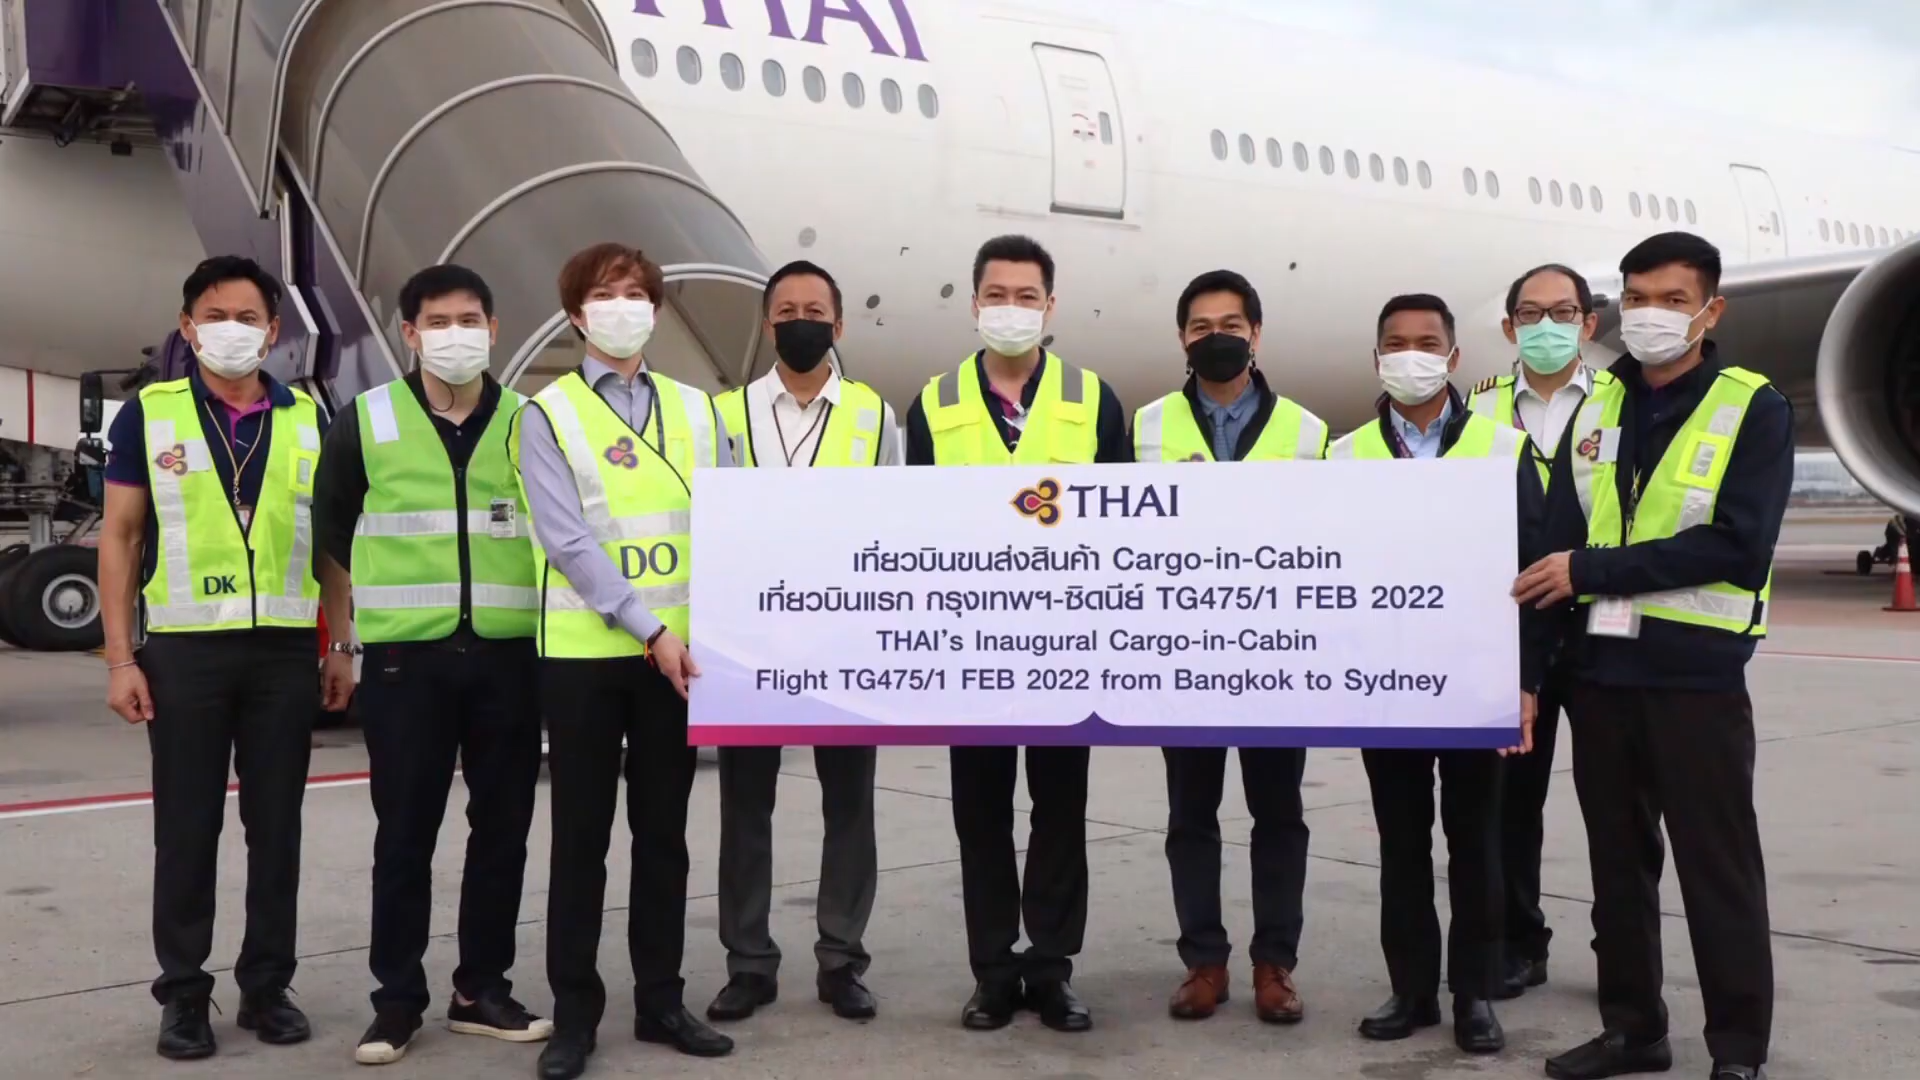 THAI
DK
DO
DK
THAI
เที่ยวบินขนส่งสินค้า Cargo-in-Cabin
เที่ยวบินแรก กรุงเทพฯ-ซิดนีย์ TG475/1 FEB 2022
THAI's Inaugural Cargo-in-Cabin
Flight TG475/1 FEB 2022 from Bangkok to Sydney